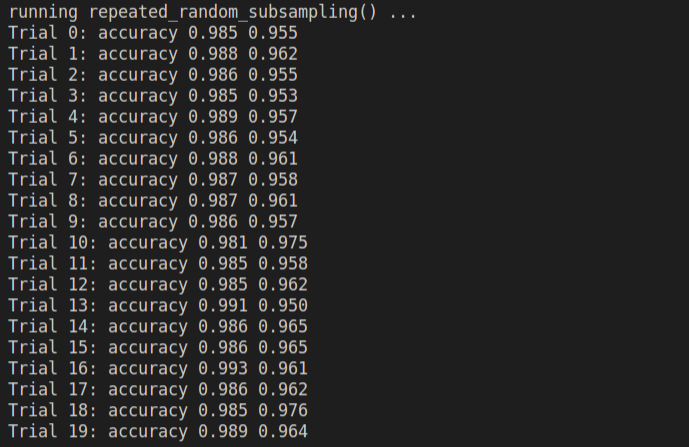 running repeated_random_subsampling() ...
Trial 0: accuracy 0.985 0.955
Trial 1: accuracy 0.988 0.962
Trial 2: accuracy 0.986 0.955
Trial 3: accuracy 0.985 0.953
Trial 4: accuracy 0.989 0.957
Trial 5: accuracy 0.986 0.954
Trial 6: accuracy 0.988 0.961
Trial 7: accuracy 0.987 0.958
Trial 8: accuracy 0.987 0.961
Trial 9: accuracy 0.986 0.957
Trial 10: accuracy 0.981 0.975
Trial 11: accuracy 0.985 0.958
Trial 12: accuracy 0.985 0.962
Trial 13: accuracy 0.991 0.950
Trial 14: accuracy 0.986 0.965
Trial 15: accuracy 0.986 0.965
Trial 16: accuracy 0.993 0.961
Trial 17: accuracy 0.986 0.962
Trial 18: accuracy 0.985 0.976
Trial 19: accuracy 0.989 0.964